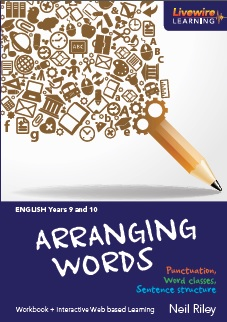 Livewire
LEARNING
ABC
ENGLISH Years 9 and 10
ARRANGING
WORDS
Punctuation,
Word classes,
Sentence structure
Workbook + Interactive Web based Learning
Neil Riley